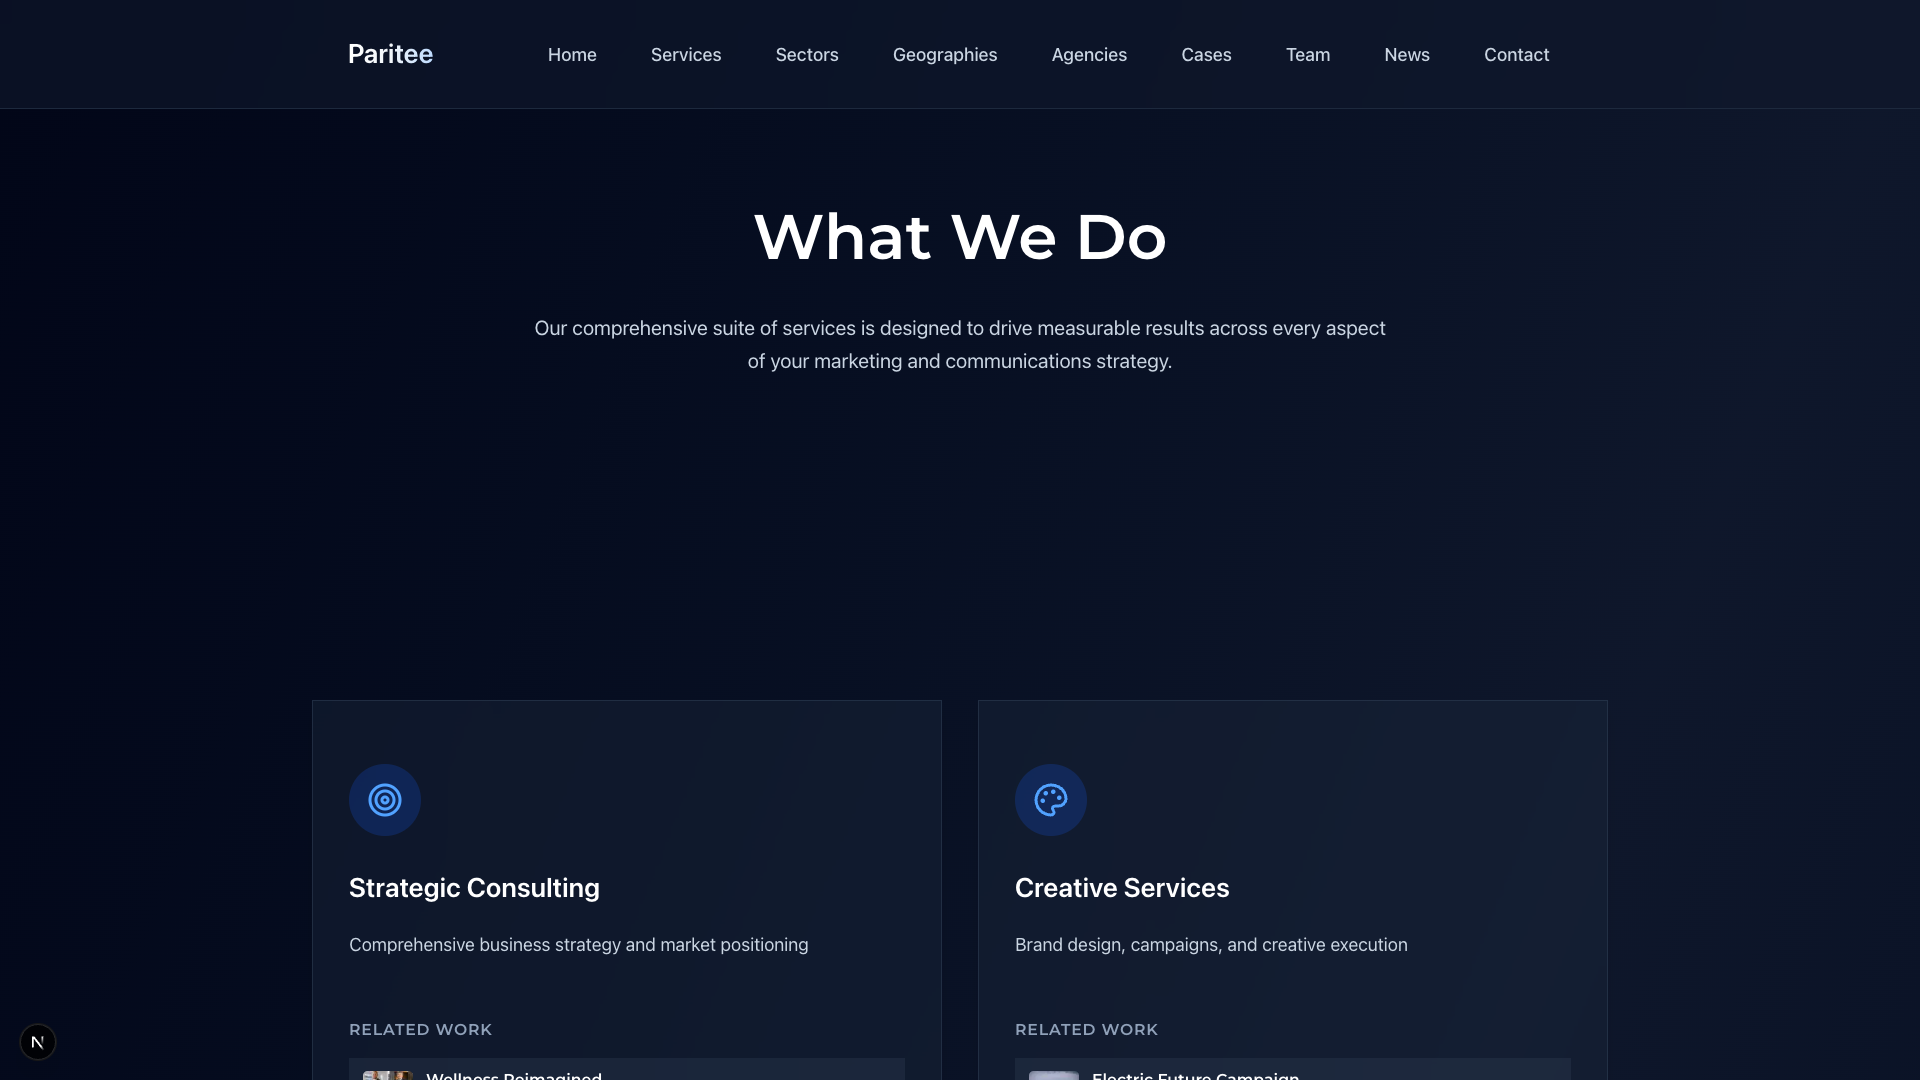 Paritee
Home
Services
Sectors
Geographies
Agencies
Cases
Team
News
Contact
What We Do
Our comprehensive suite of services is designed to drive measurable results across every aspect
of your marketing and communications strategy.
Strategic Consulting
Comprehensive business strategy and market positioning
RELATED WORK
Wellness Reimagined
Creative Services
Brand design, campaigns, and creative execution
RELATED WORK
Electric Future Campaign
N